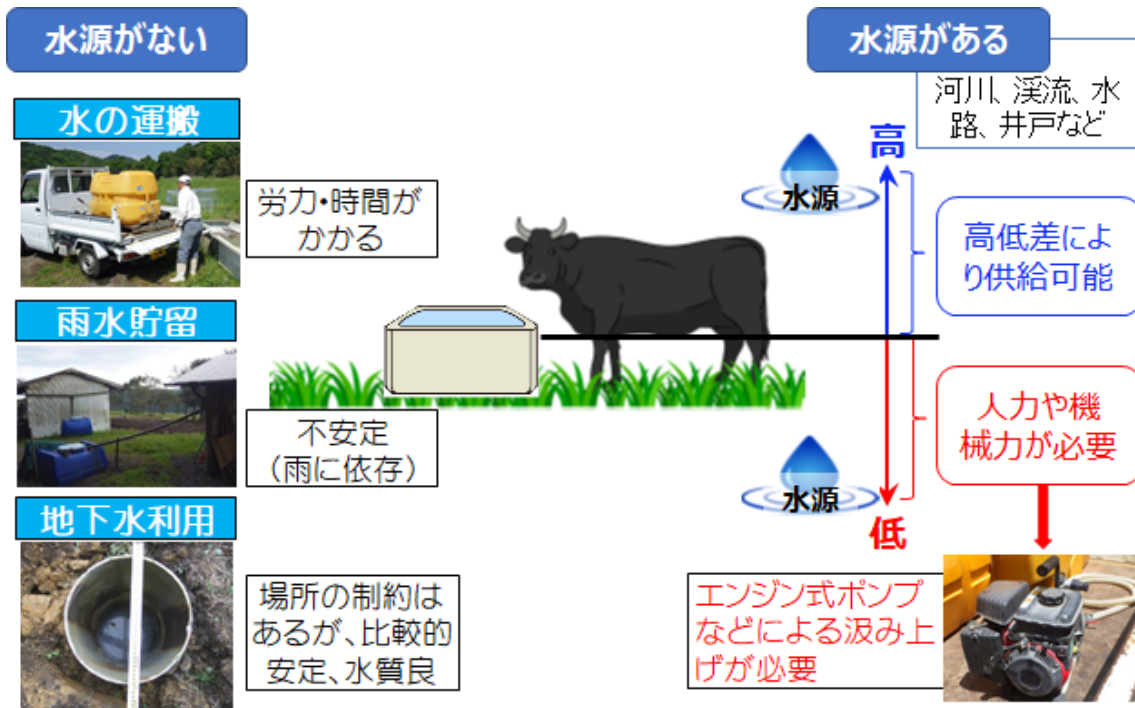 水源がない
水の運搬
労力・時間が
かかる
雨水貯留
不安定
（雨に依存）
地下水利用
場所の制約は
あるが、比較的
安定、水質良
水源がある
河川、渓流、水
路、井戸など
高
水源
高低差によ
り供給可能
人力や機
械力が必要
水源
低
エンジン式ポンプ
などによる汲み上
げが必要